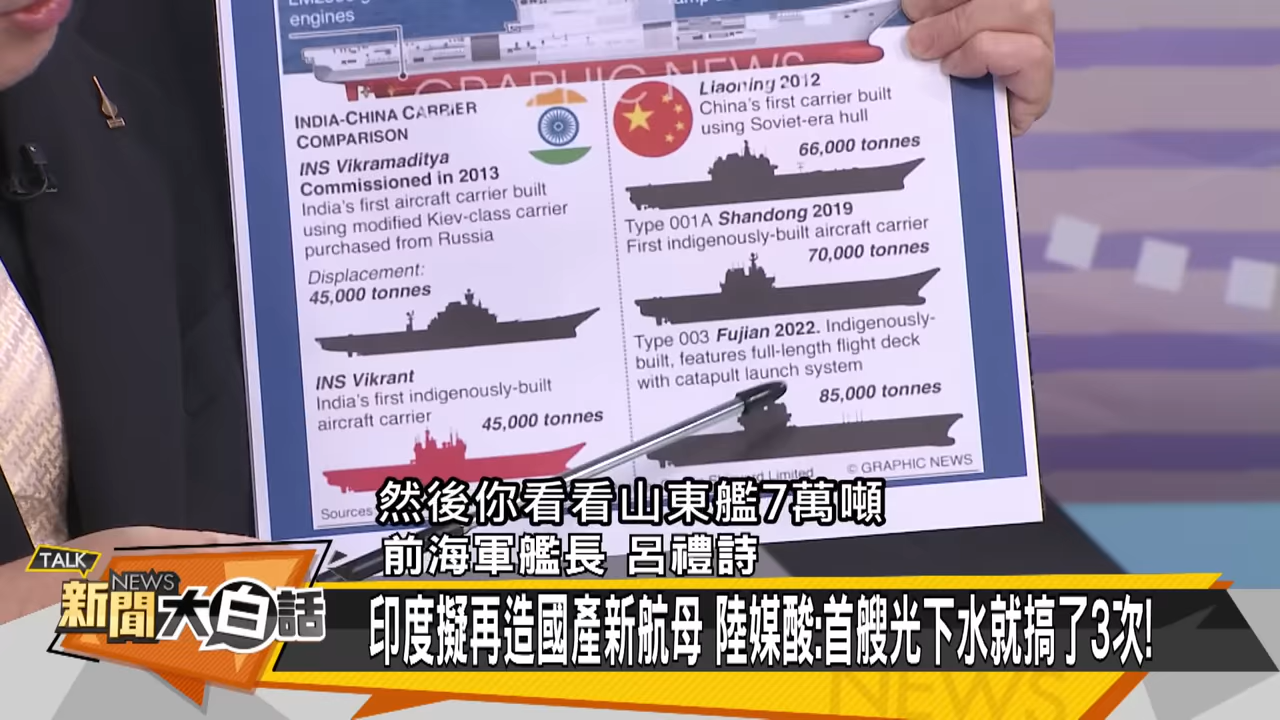 engines
GRAPHIC NEWS
INDIA-CHINA CARRIER
COMPARISON
INS Vikramaditya
Commissioned in 2013
India's first aircraft carrier built
using modified Kiev-class carrier
purchased from Russia
Displacement:
45,000 tonnes
INS Vikrant
India's first indigenously-built
aircraft carrier
45,000 tonnes
Liaoning 2012
China's first carrier built
using Soviet-era hull
66,000 tonnes
Type 001A Shandong 2019
First indigenously-built aircraft carrier
70,000 tonnes
Type 003 Fujian 2022. Indigenously-
built, features full-length flight deck
with catapult launch system
85,000 tonnes
Sources
Limited
© GRAPHIC NEWS
然後你看看山東艦7萬噸
前海軍艦長 呂禮詩
TALK
NEWS
新聞大白話
印度擬再造國產新航母 陸媒酸:首艘光下水就搞了3次!
NEWS